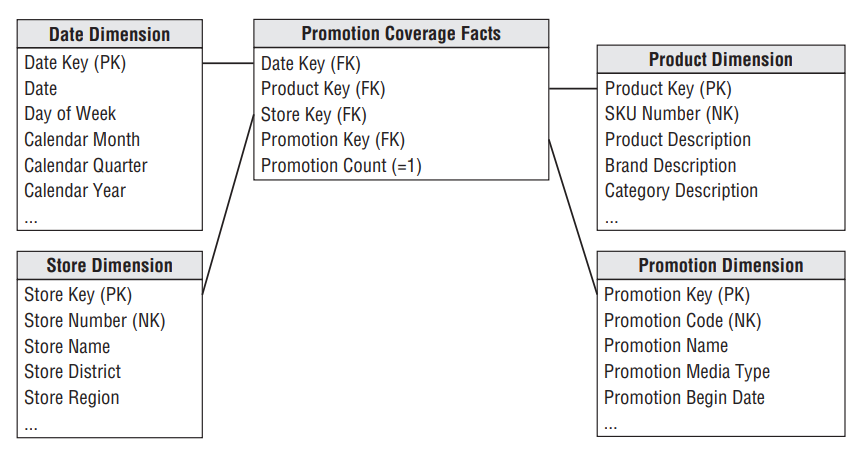 Date Dimension
Date Key (PK)
Date
Day of Week
Calendar Month
Calendar Quarter
Calendar Year
...
Promotion Coverage Facts
Date Key (FK)
Product Key (FK)
Store Key (FK)
Promotion Key (FK)
Promotion Count (=1)
Product Dimension
Product Key (PK)
SKU Number (NK)
Product Description
Brand Description
Category Description
...
Store Dimension
Store Key (PK)
Store Number (NK)
Store Name
Store District
Store Region
...
Promotion Dimension
Promotion Key (PK)
Promotion Code (NK)
Promotion Name
Promotion Media Type
Promotion Begin Date
...